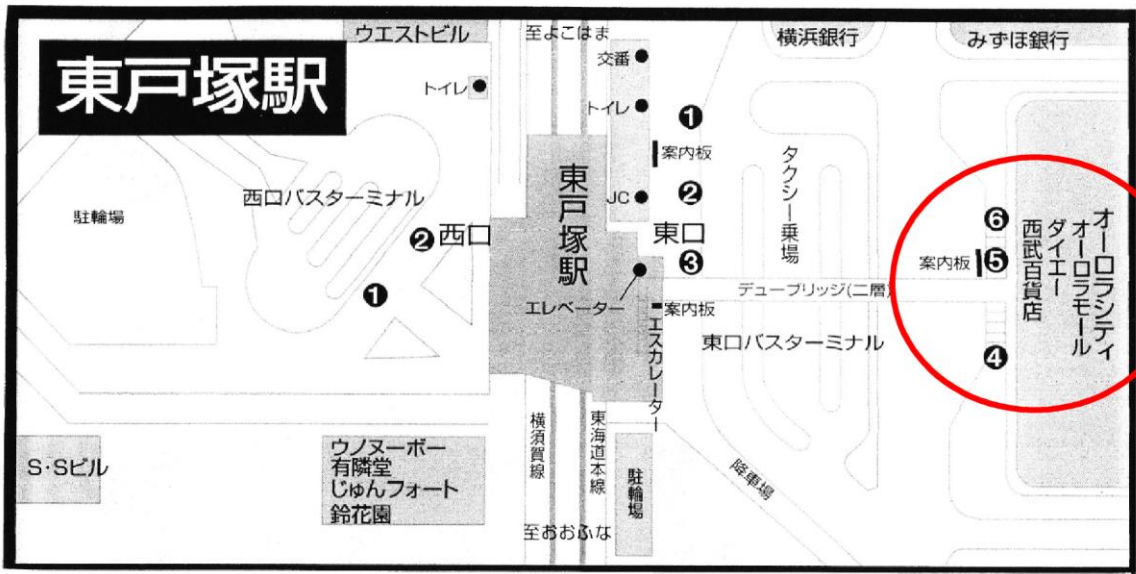 東戸塚駅
ウエストビル
至よこはま
横浜銀行
みずほ銀行
交番
トイレ
トイレ
❶
案内板
JC
❷
東口
❸
東戸塚駅
エレベーター
案内板
エスカレーター
西口バスターミナル
駐輪場
❷西口
❶
タクシー乗場
デューブリッジ(二層)
東口バスターミナル
案内板
❻
❺
❹
オーロラシティ
オーロラモール
ダイエー
西武百貨店
S・Sビル
ウノヌーボー
有隣堂
じゅんフォート
鈴花園
横須賀線
東海道本線
駐輪場
降車場
至おおふな